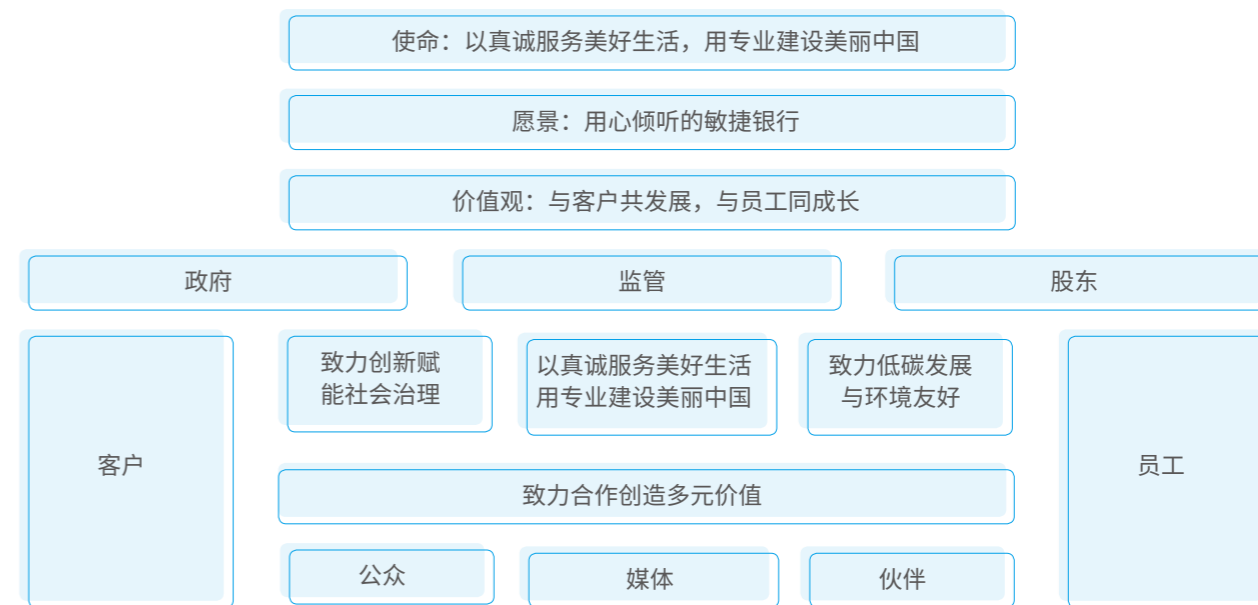 使命：以真诚服务美好生活，用专业建设美丽中国
愿景：用心倾听的敏捷银行
价值观：与客户共发展，与员工同成长
政府
监管
股东
致力创新赋
能社会治理
以真诚服务美好生活
用专业建设美丽中国
致力低碳发展
与环境友好
客户
员工
致力合作创造多元价值
公众
媒体
伙伴